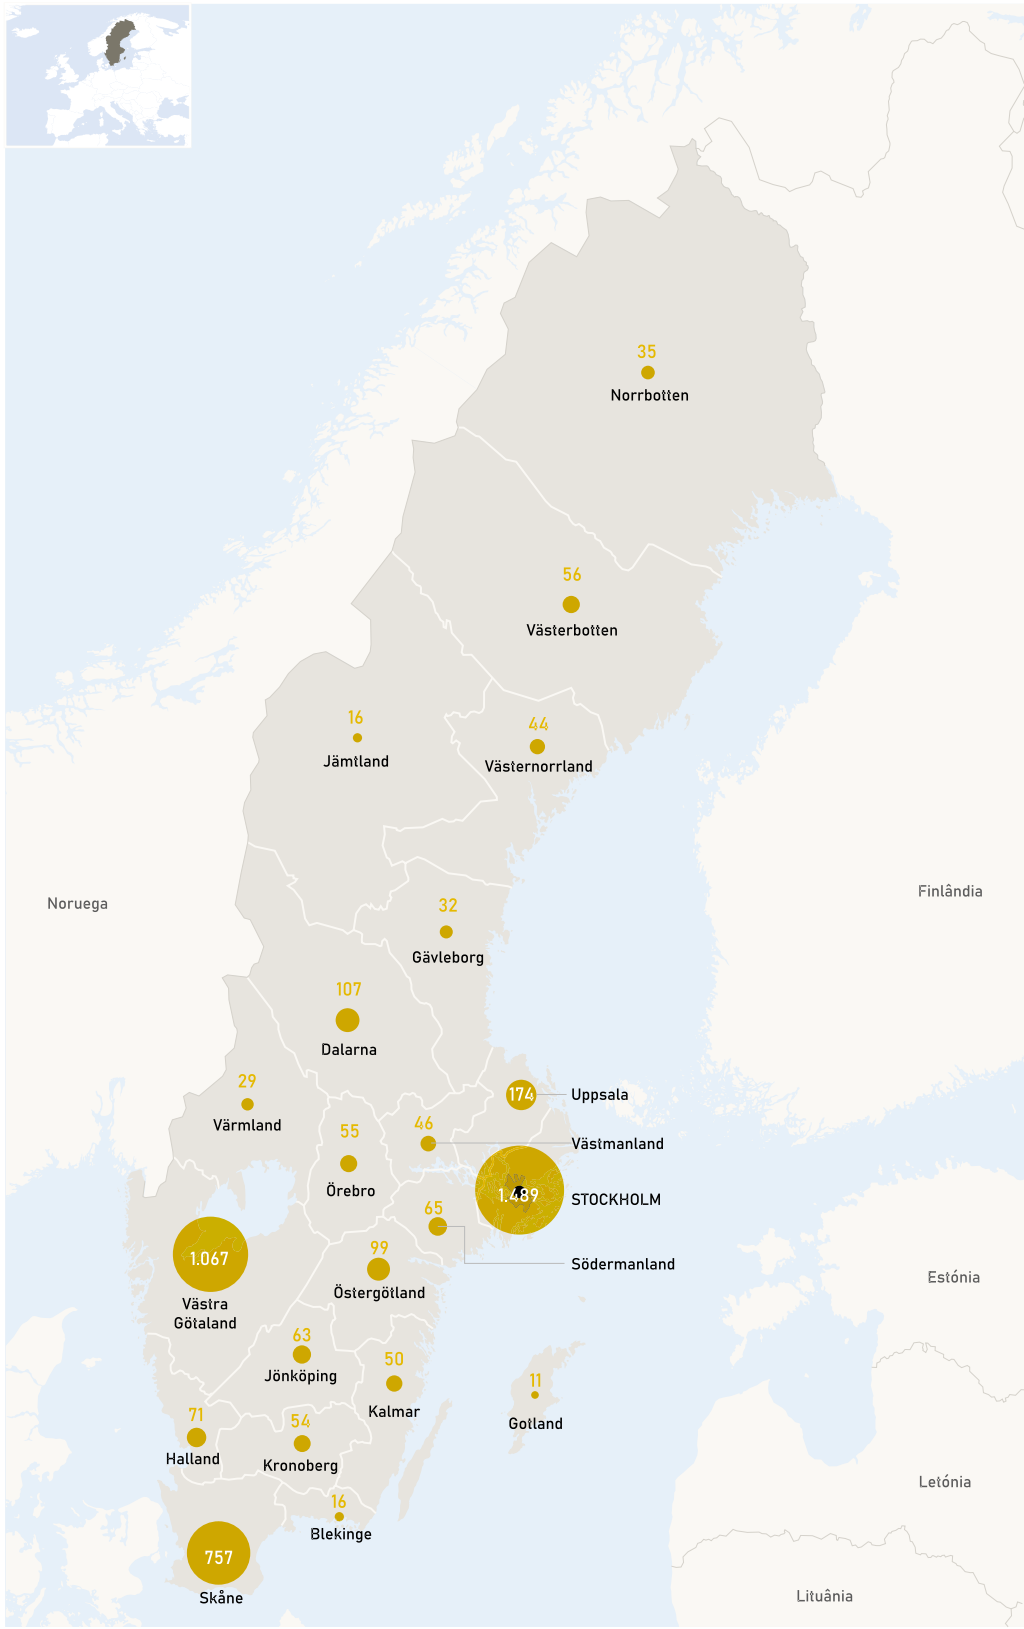 35
Norrbotten
56
Västerbotten
16
Jämtland
44
Västernorrland
Noruega
Finlândia
32
Gävleborg
107
Dalarna
29
Värmland
174
Uppsala
46
Västmanland
55
Örebro
1.489
STOCKHOLM
65
Södermanland
1.067
Västra
Götaland
99
Östergötland
Estónia
63
Jönköping
50
Kalmar
11
Gotland
71
Halland
54
Kronoberg
Letónia
16
Blekinge
757
Skåne
Lituânia